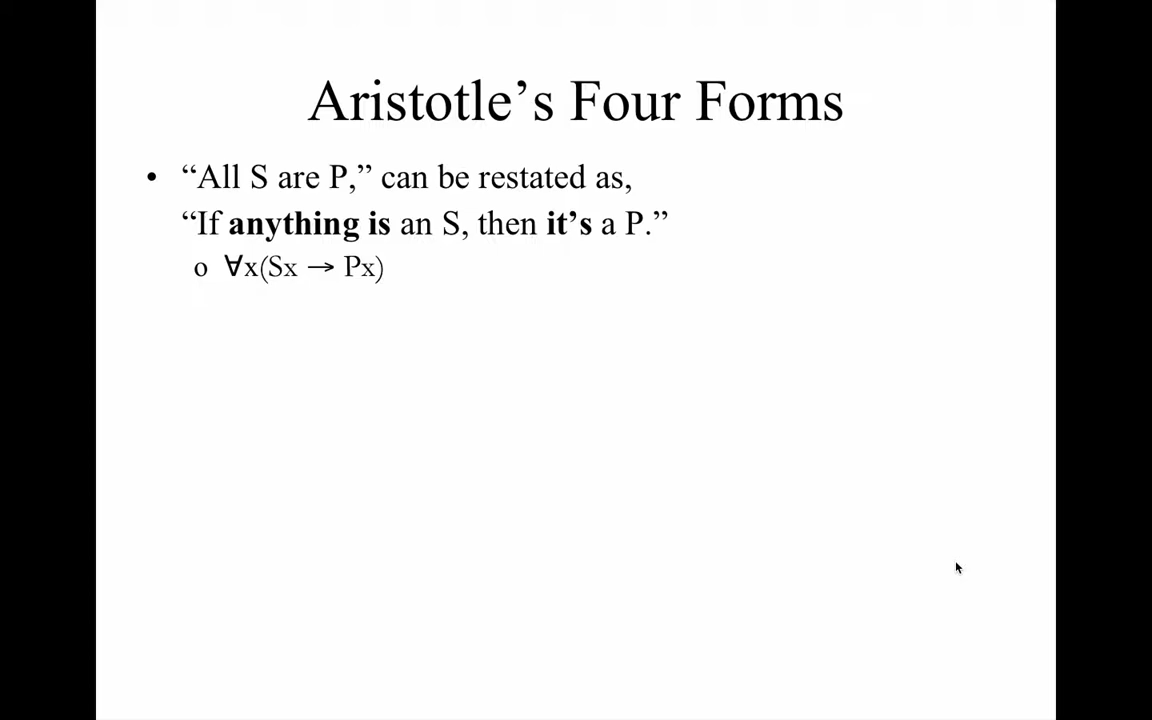 Aristotle’s Four Forms
• “All S are P,” can be restated as,
“If anything is an S, then it’s a P.”
o ∀x(Sx → Px)